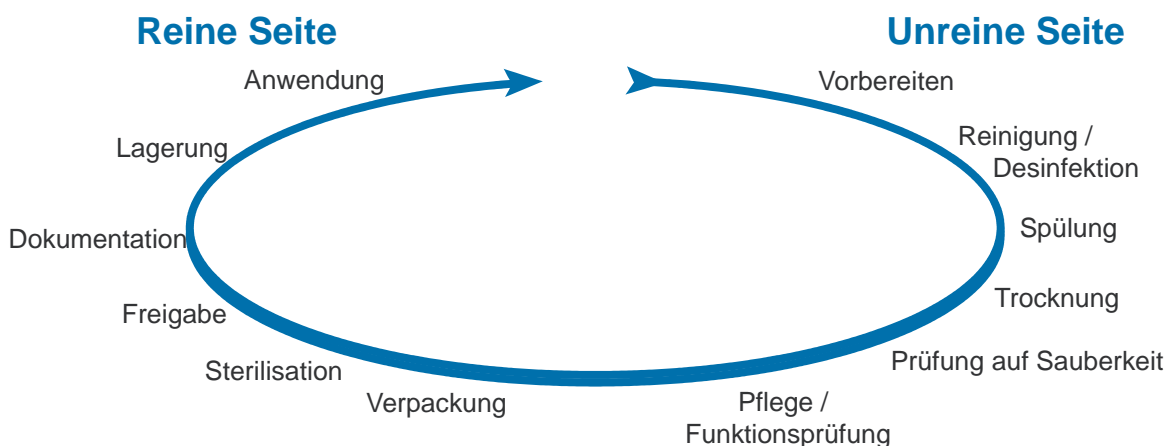 Reine Seite
Unreine Seite
Anwendung
Vorbereiten
Lagerung
Reinigung /
Desinfektion
Dokumentation
Spülung
Freigabe
Trocknung
Sterilisation
Prüfung auf Sauberkeit
Verpackung
Pflege /
Funktionsprüfung